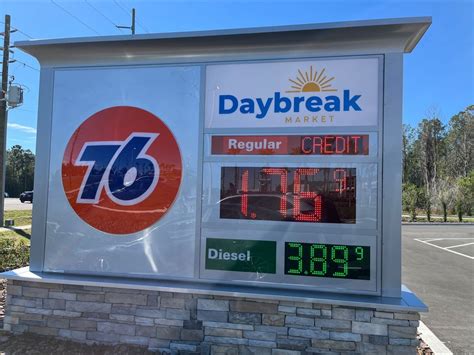 76
Daybreak
MARKET
Regular CREDIT
1.76 9
Diesel 3.89 9